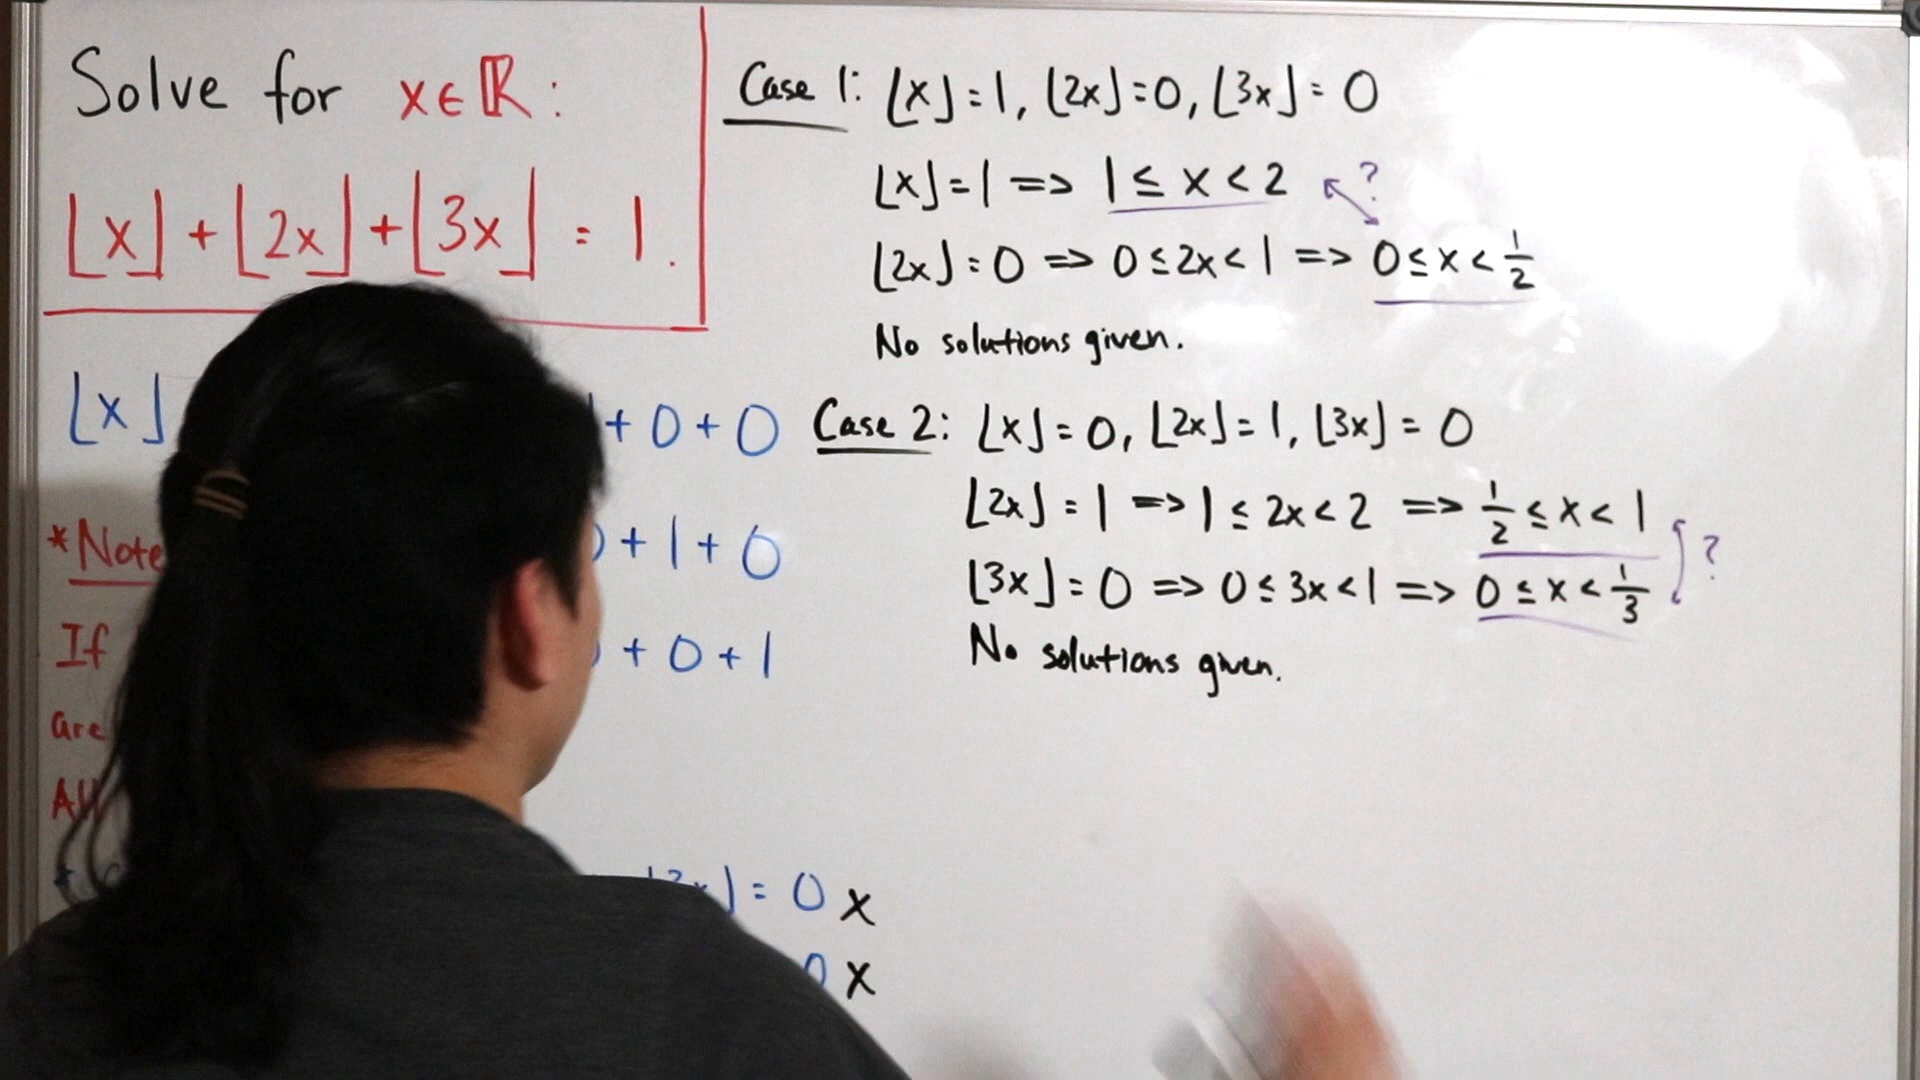 Solve for x∈ℝ:
⌊x⌋ + ⌊2x⌋ + ⌊3x⌋ = 1.
⌊x⌋ + 0 + 0
*Note
+ 1 + 0
If + 0 + 1
are
All
] = 0 x
0 x
Case 1: ⌊x⌋ = 1, ⌊2x⌋ = 0, ⌊3x⌋ = 0
⌊x⌋ = 1 => 1 ≤ x < 2 ?
⌊2x⌋ = 0 => 0 ≤ 2x < 1 => 0 ≤ x < 1/2
No solutions given.
Case 2: ⌊x⌋ = 0, ⌊2x⌋ = 1, ⌊3x⌋ = 0
⌊2x⌋ = 1 => 1 ≤ 2x < 2 => 1/2 ≤ x < 1
?
⌊3x⌋ = 0 => 0 ≤ 3x < 1 => 0 ≤ x < 1/3
No solutions given.